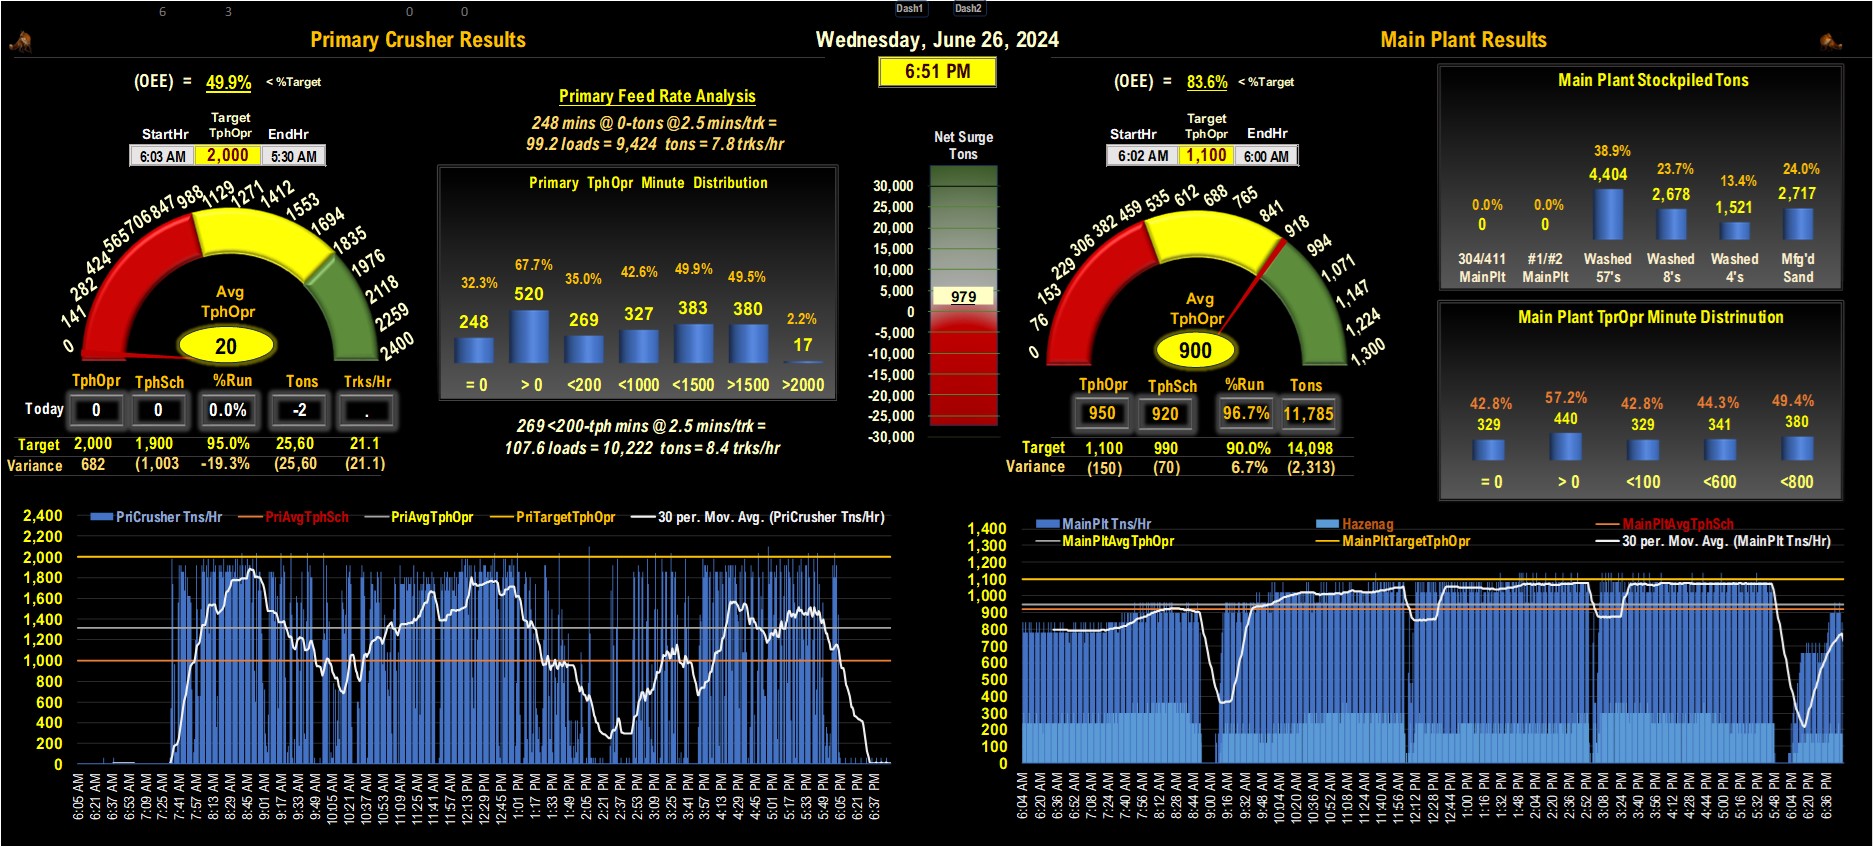 6 3 0 0 Dash1 Dash2
Primary Crusher Results
Wednesday, June 26, 2024
Main Plant Results
6:51 PM
(OEE) = 49.9% < %Target
StartHr Target TphOpr EndHr
6:03 AM 2,000 5:30 AM
0 141 282 424 565 706 847 988 1129 1271 1412 1553 1694 1835 1976 2118 2259 2400
Avg
TphOpr
20
TphOpr TphSch %Run Tons Trks/Hr
Today 0 0 0.0% -2 .
Target 2,000 1,900 95.0% 25,60 21.1
Variance 682 (1,003 -19.3% (25,60 (21.1)
Primary Feed Rate Analysis
248 mins @ 0-tons @2.5 mins/trk =
99.2 loads = 9,424 tons = 7.8 trks/hr
Primary TphOpr Minute Distribution
32.3% 67.7% 35.0% 42.6% 49.9% 49.5% 2.2%
248 520 269 327 383 380 17
= 0 > 0 <200 <1000 <1500 >1500 >2000
269 <200-tph mins @ 2.5 mins/trk =
107.6 loads = 10,222 tons = 8.4 trks/hr
Net Surge
Tons
30,000
25,000
20,000
15,000
10,000
5,000
979
0
-5,000
-10,000
-15,000
-20,000
-25,000
-30,000
(OEE) = 83.6% < %Target
StartHr Target TphOpr EndHr
6:02 AM 1,100 6:00 AM
0 76 153 229 306 382 459 535 612 688 765 841 918 994 1,071 1,147 1,224 1,300
Avg
TphOpr
900
TphOpr TphSch %Run Tons
950 920 96.7% 11,785
Target 1,100 990 90.0% 14,098
Variance (150) (70) 6.7% (2,313)
Main Plant Stockpiled Tons
0.0% 0.0% 38.9% 23.7% 13.4% 24.0%
0 0 4,404 2,678 1,521 2,717
304/411 #1/#2 Washed Washed Washed Mfg'd
MainPlt MainPlt 57's 8's 4's Sand
Main Plant TprOpr Minute Distrinution
42.8% 57.2% 42.8% 44.3% 49.4%
329 440 329 341 380
= 0 > 0 <100 <600 <800
PriCrusher Tns/Hr PriAvgTphSch PriAvgTphOpr PriTargetTphOpr 30 per. Mov. Avg. (PriCrusher Tns/Hr)
2,400
2,200
2,000
1,800
1,600
1,400
1,200
1,000
800
600
400
200
0
6:05 AM 6:21 AM 6:37 AM 6:53 AM 7:09 AM 7:25 AM 7:41 AM 7:57 AM 8:13 AM 8:29 AM 8:45 AM 9:01 AM 9:17 AM 9:33 AM 9:49 AM 10:05 AM 10:21 AM 10:37 AM 10:53 AM 11:09 AM 11:25 AM 11:41 AM 11:57 AM 12:13 PM 12:29 PM 12:45 PM 1:01 PM 1:17 PM 1:33 PM 1:49 PM 2:05 PM 2:21 PM 2:37 PM 2:53 PM 3:09 PM 3:25 PM 3:41 PM 3:57 PM 4:13 PM 4:29 PM 4:45 PM 5:01 PM 5:17 PM 5:33 PM 5:49 PM 6:05 PM 6:21 PM 6:37 PM
MainPlt Tns/Hr Hazenag MainPltAvgTphSch
MainPltAvgTphOpr MainPltTargetTphOpr 30 per. Mov. Avg. (MainPlt Tns/Hr)
1,400
1,300
1,200
1,100
1,000
900
800
700
600
500
400
300
200
100
0
6:04 AM 6:20 AM 6:36 AM 6:52 AM 7:08 AM 7:24 AM 7:40 AM 7:56 AM 8:12 AM 8:28 AM 8:44 AM 9:00 AM 9:16 AM 9:32 AM 9:48 AM 10:04 AM 10:20 AM 10:36 AM 10:52 AM 11:08 AM 11:24 AM 11:40 AM 11:56 AM 12:12 PM 12:28 PM 12:44 PM 1:00 PM 1:16 PM 1:32 PM 1:48 PM 2:04 PM 2:20 PM 2:36 PM 2:52 PM 3:08 PM 3:24 PM 3:40 PM 3:56 PM 4:12 PM 4:28 PM 4:44 PM 5:00 PM 5:16 PM 5:32 PM 5:48 PM 6:04 PM 6:20 PM 6:36 PM